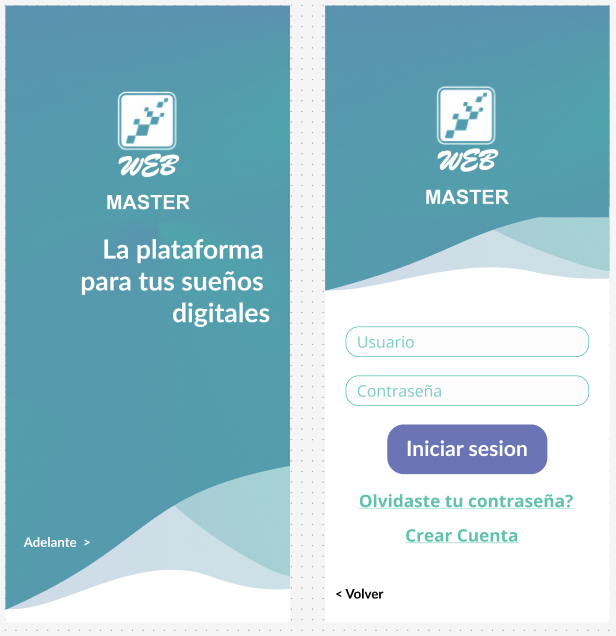 WEB
MASTER
La plataforma
para tus sueños
digitales
Adelante >
WEB
MASTER
Usuario
Contraseña
Iniciar sesion
Olvidaste tu contraseña?
Crear Cuenta
< Volver